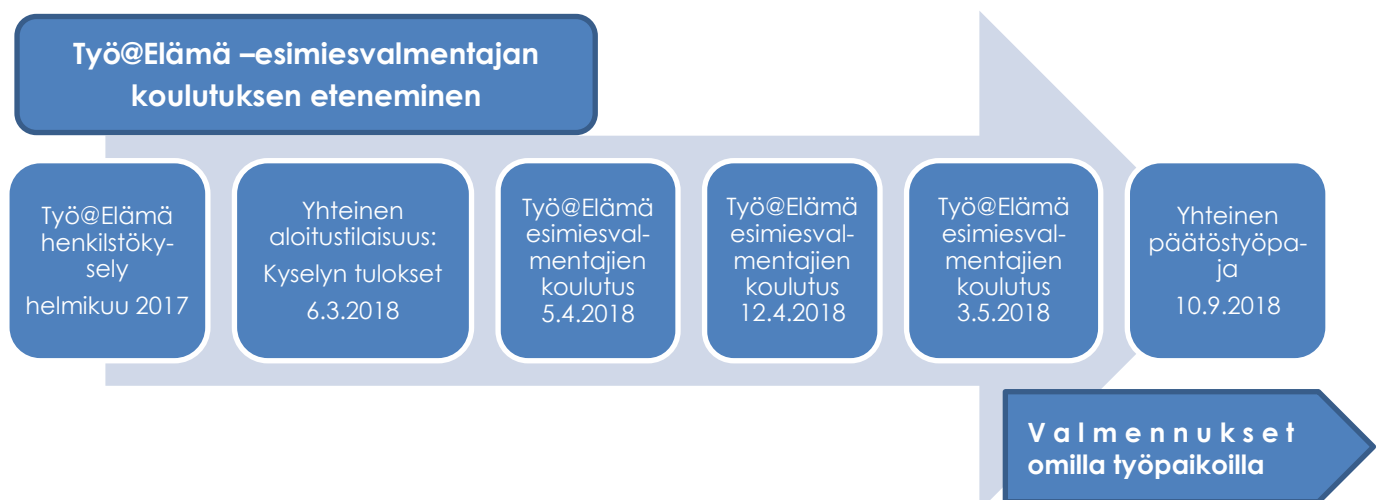 Työ@Elämä –esimiesvalmentajan
koulutuksen eteneminen
Työ@Elämä
henkilstöky-
sely
helmikuu 2017
Yhteinen
aloitustilaisuus:
Kyselyn tulokset
6.3.2018
Työ@Elämä
esimiesval-
mentajien
koulutus
5.4.2018
Työ@Elämä
esimiesval-
mentajien
koulutus
12.4.2018
Työ@Elämä
esimiesval-
mentajien
koulutus
3.5.2018
Yhteinen
päätöstyöpa-
ja
10.9.2018
Valmennukset
omilla työpaikoilla